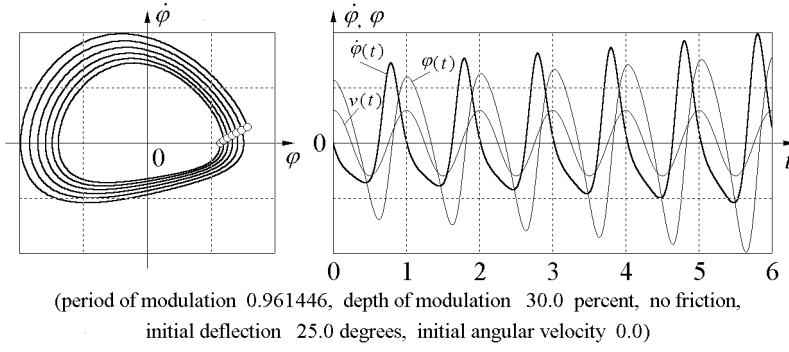 φ̇
0
φ
φ̇, φ
φ̇(t)
φ(t)
v(t)
0
t
0 1 2 3 4 5 6
(period of modulation 0.961446, depth of modulation 30.0 percent, no friction,
initial deflection 25.0 degrees, initial angular velocity 0.0)